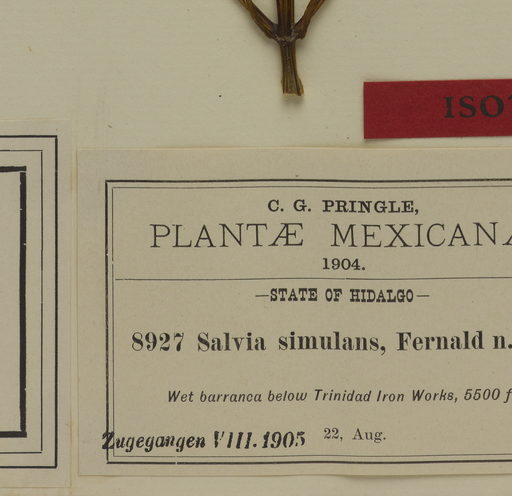 ISO
C. G. PRINGLE,
PLANTÆ MEXICANA
1904.
—STATE OF HIDALGO—
8927 Salvia simulans, Fernald n.
Wet barranca below Trinidad Iron Works, 5500 f
22, Aug.
Zugegangen VIII. 1905